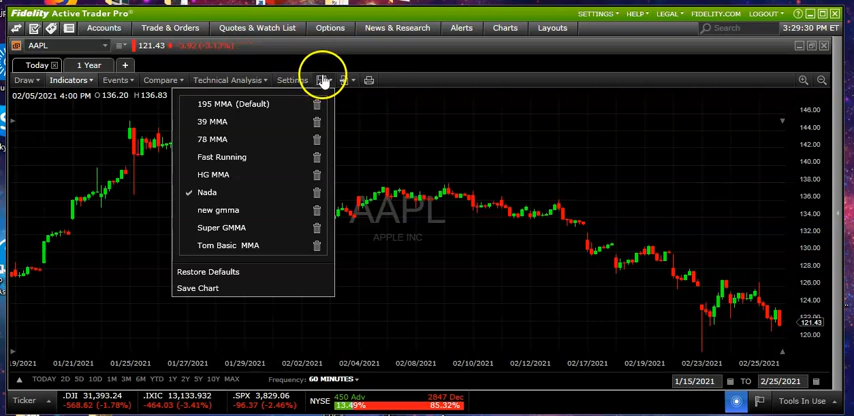 Fidelity Active Trader Pro® SETTINGS HELP LEGAL FIDELITY.COM LOGOUT
Accounts Trade & Orders Quotes & Watch List Options News & Research Alerts Charts Layouts Search 3:29:30 PM ET
AAPL 121.43 -3.92 (-3.13%)
Today 1 Year +
Draw Indicators Events Compare Technical Analysis Settings
02/05/2021 4:00 PM O 136.20 H 136.83
195 MMA (Default)
39 MMA
78 MMA
Fast Running
HG MMA
Nada
new gmma
Super GMMA
Tom Basic MMA
Restore Defaults
Save Chart
AAPL
APPLE INC
146.00
144.00
142.00
140.00
138.00
136.00
134.00
132.00
130.00
128.00
126.00
124.00
122.00
121.43
120.00
/19/2021 01/21/2021 01/25/2021 01/27/2021 01/29/2021 02/02/2021 02/04/2021 02/08/2021 02/10/2021 02/12/2021 02/17/2021 02/19/2021 02/23/2021 02/25/2021
TODAY 2D 5D 10D 1M 3M 6M YTD 1Y 2Y 5Y 10Y MAX Frequency: 60 MINUTES 1/15/2021 TO 2/25/2021
Ticker .DJI 31,393.24 .IXIC 13,133.932 .SPX 3,829.06 NYSE 450 Adv 2847 Dec Tools In Use
-568.62 (-1.78%) -464.03 (-3.41%) -96.37 (-2.46%) 13.49% 85.32%